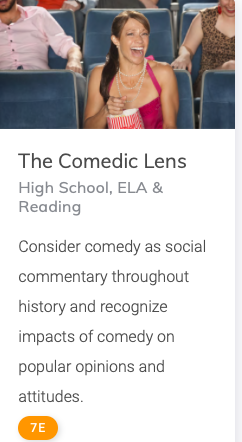 The Comedic Lens
High School, ELA &
Reading
Consider comedy as social
commentary throughout
history and recognize
impacts of comedy on
popular opinions and
attitudes.
7E